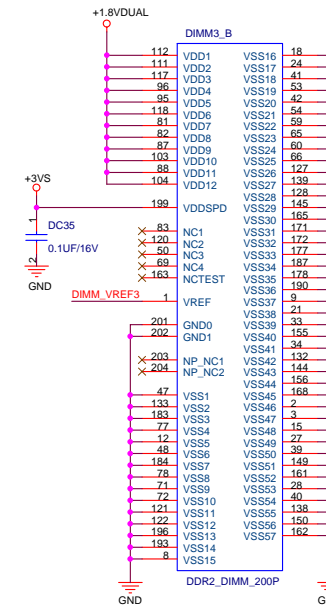 +1.8VDUAL
DIMM3_B
112 VDD1 VSS16 18
111 VDD2 VSS17 24
117 VDD3 VSS18 41
96 VDD4 VSS19 53
95 VDD5 VSS20 42
118 VDD6 VSS21 54
81 VDD7 VSS22 59
82 VDD8 VSS23 65
87 VDD9 VSS24 60
103 VDD10 VSS25 66
88 VDD11 VSS26 127
104 VDD12 VSS27 139
+3VS
VSS28 128
199 VDDSPD VSS29 145
VSS30 165
1
DC35
83 NC1 VSS31 171
120 NC2 VSS32 172
0.1UF/16V
50 NC3 VSS33 177
2
69 NC4 VSS34 187
163 NCTEST VSS35 178
GND
VSS36 190
DIMM_VREF3 1 VREF VSS37 9
VSS38 21
201 GND0 VSS39 33
202 GND1 VSS40 155
VSS41 34
203 NP_NC1 VSS42 132
204 NP_NC2 VSS43 144
VSS44 156
47 VSS1 VSS45 168
133 VSS2 VSS46 2
183 VSS3 VSS47 3
77 VSS4 VSS48 15
12 VSS5 VSS49 27
48 VSS6 VSS50 39
184 VSS7 VSS51 149
78 VSS8 VSS52 161
71 VSS9 VSS53 28
72 VSS10 VSS54 40
121 VSS11 VSS55 138
122 VSS12 VSS56 150
196 VSS13 VSS57 162
193 VSS14
8 VSS15
DDR2_DIMM_200P
GND